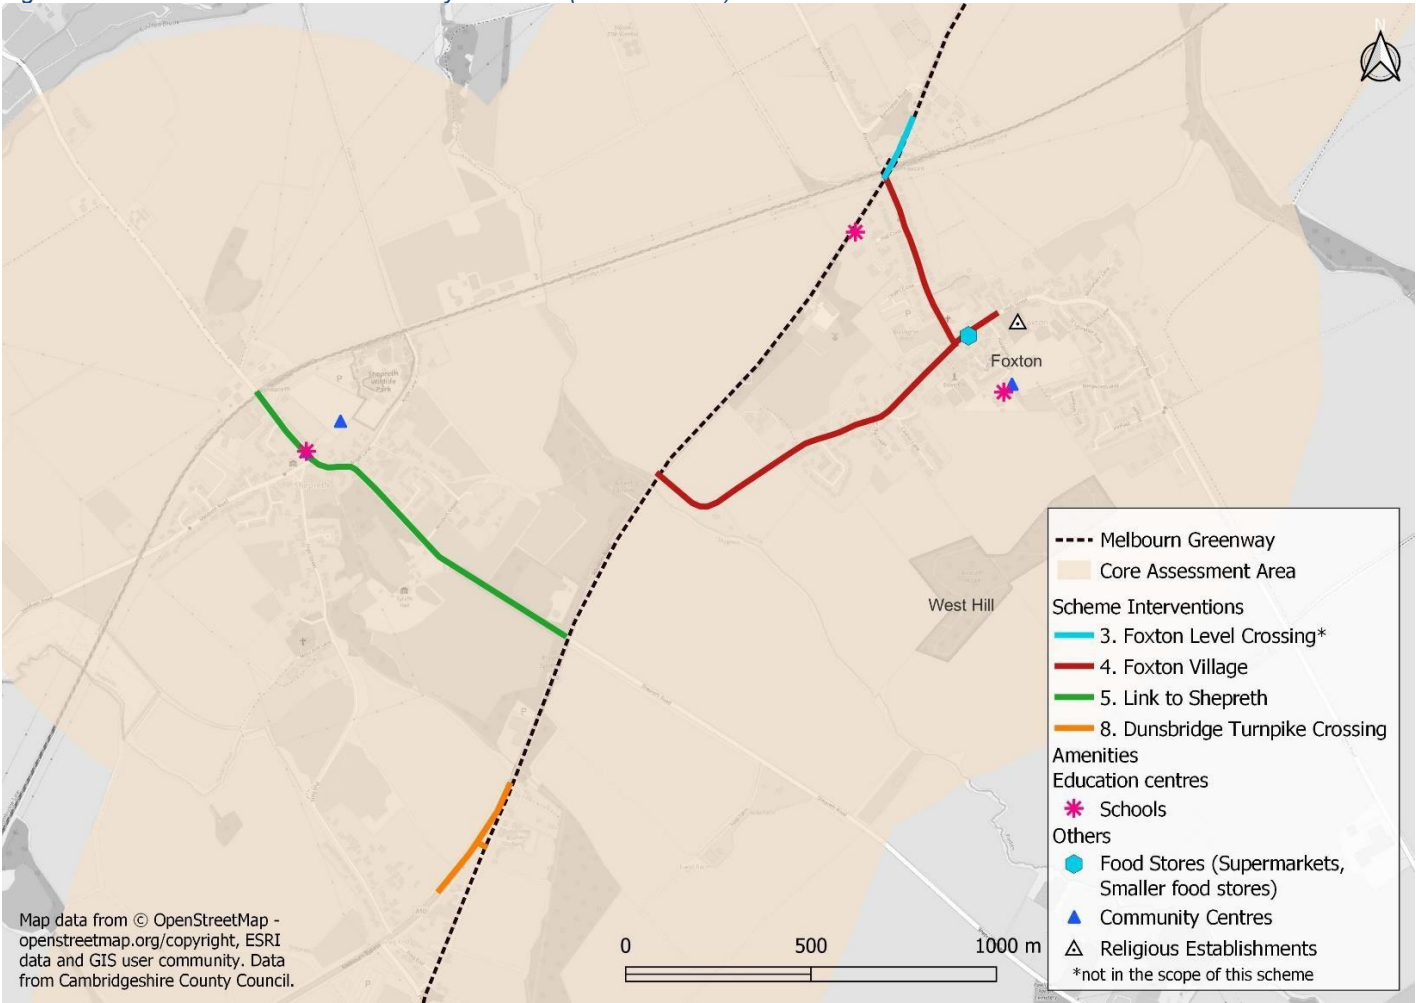 N
Foxton
West Hill
Shepreth
Wildlife
Park
Melbourn Greenway
Core Assessment Area
Scheme Interventions
3. Foxton Level Crossing*
4. Foxton Village
5. Link to Shepreth
8. Dunsbridge Turnpike Crossing
Amenities
Education centres
Schools
Others
Food Stores (Supermarkets,
Smaller food stores)
Community Centres
Religious Establishments
*not in the scope of this scheme
0 500 1000 m
Map data from © OpenStreetMap -
openstreetmap.org/copyright, ESRI
data and GIS user community. Data
from Cambridgeshire County Council.